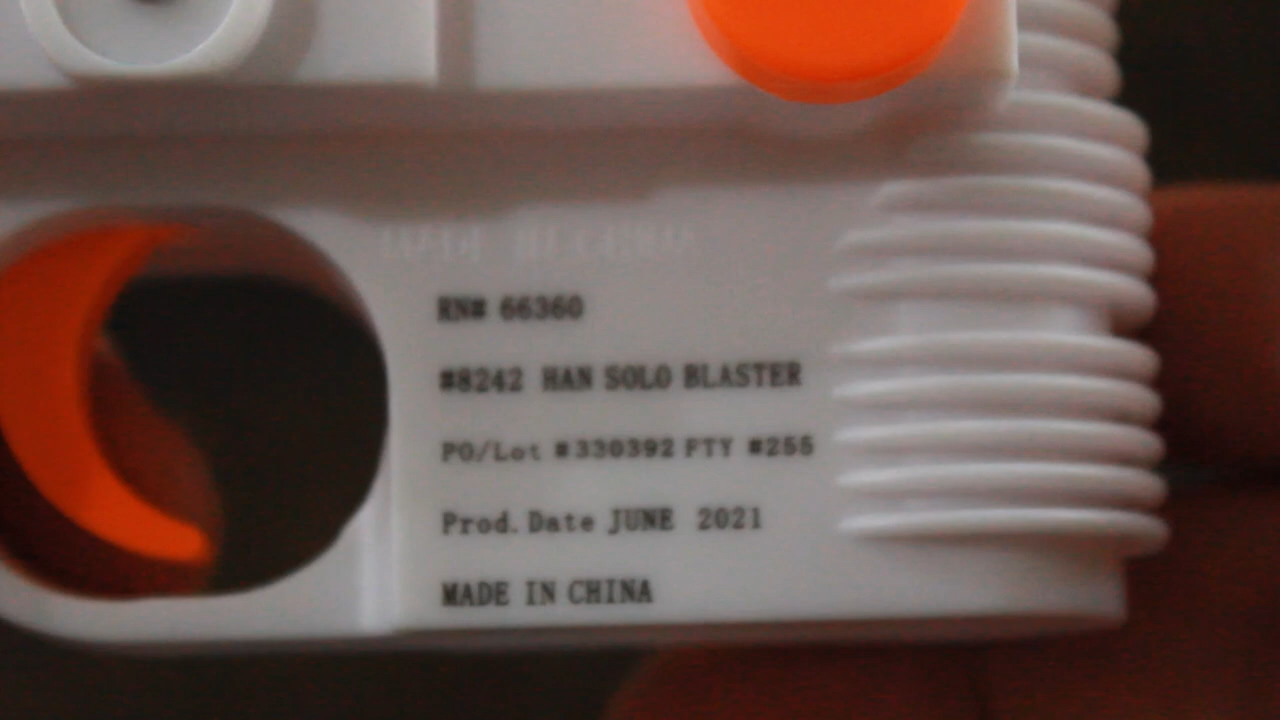 RN# 66360
#8242 HAN SOLO BLASTER
PO/Lot #330392 FTY #255
Prod. Date JUNE 2021
MADE IN CHINA